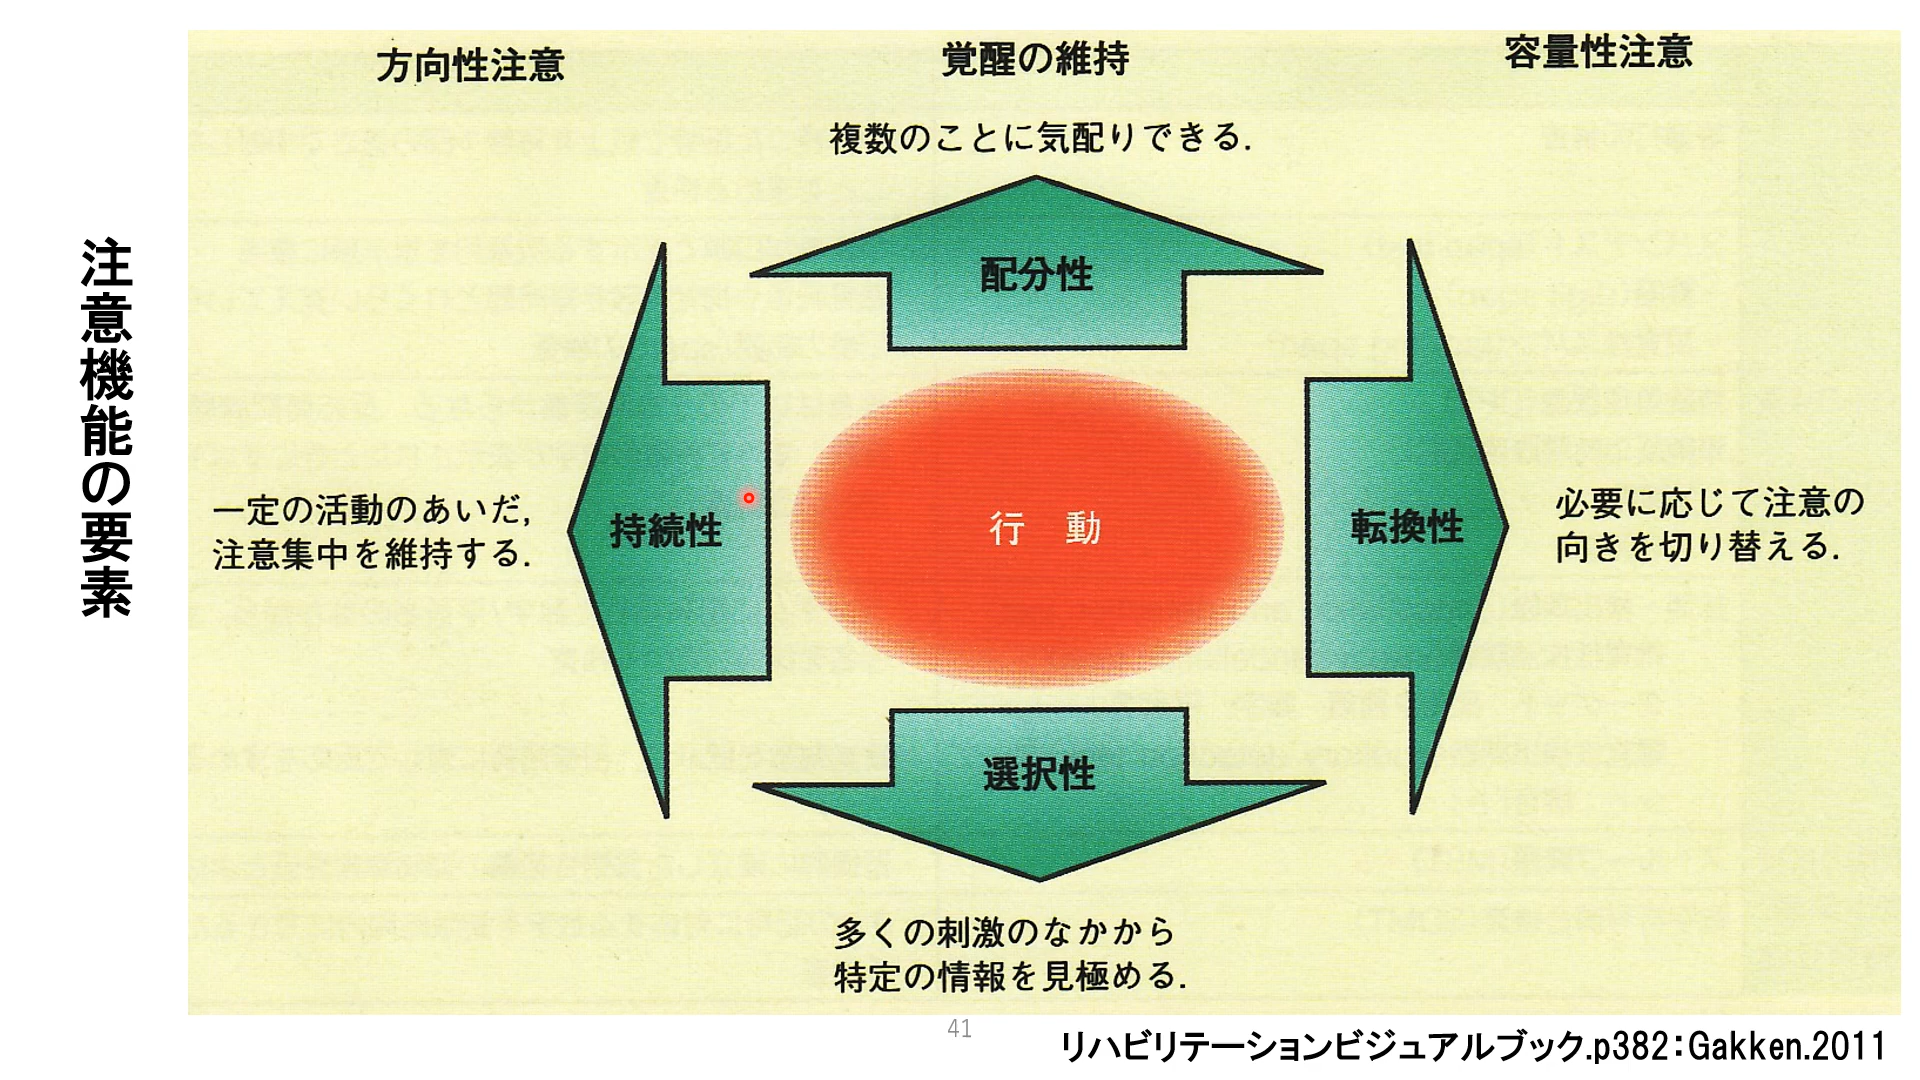 注意機能の要素
方向性注意
覚醒の維持
容量性注意
複数のことに気配りできる.
配分性
一定の活動のあいだ,
注意集中を維持する.
持続性
行 動
転換性
必要に応じて注意の
向きを切り替える.
選択性
多くの刺激のなかから
特定の情報を見極める.
41
リハビリテーションビジュアルブック.p382：Gakken.2011